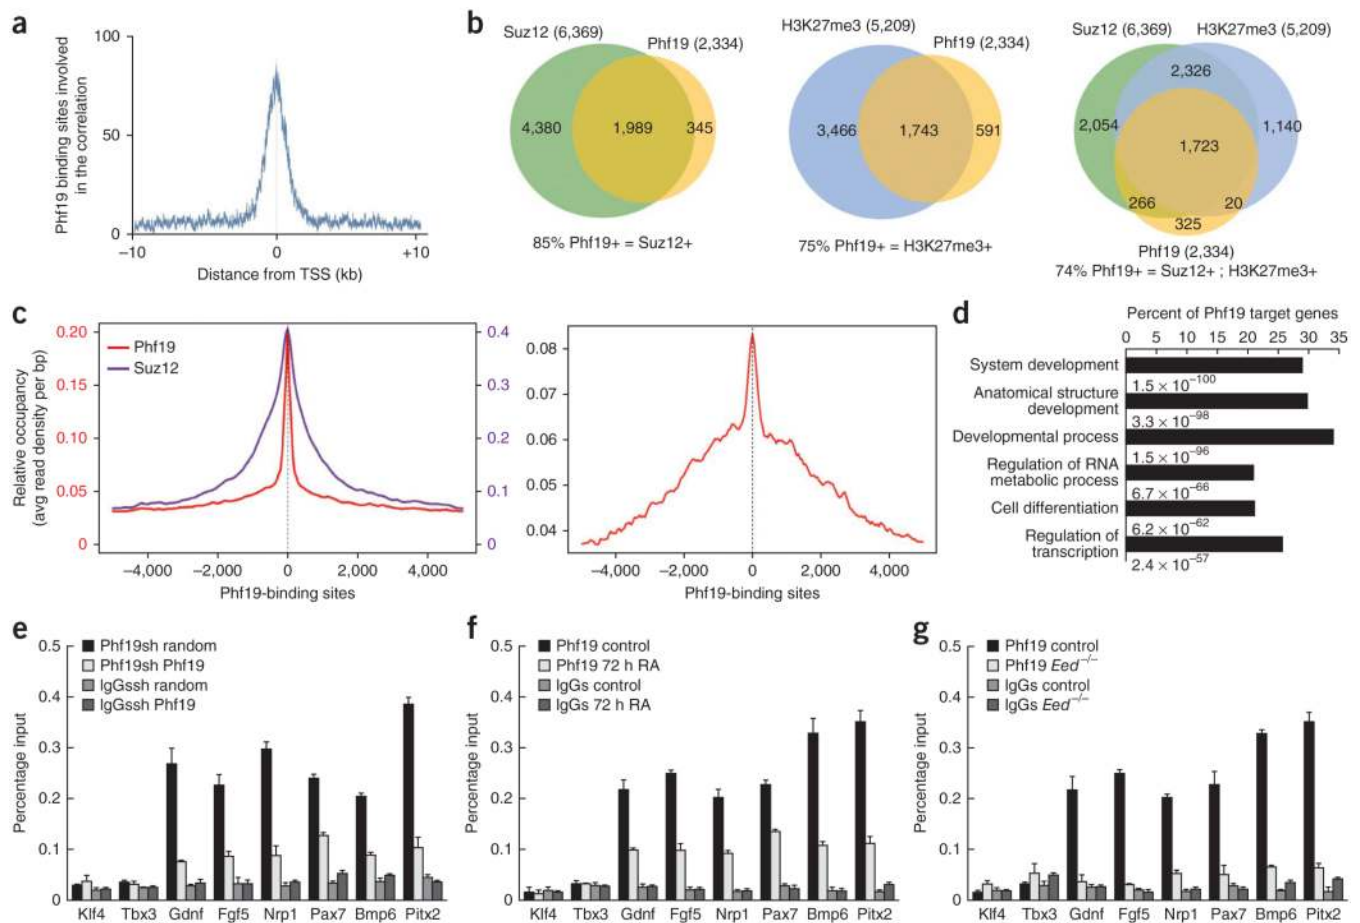 a
100
50
0
Phf19 binding sites involved
in the correlation
−10
0
+10
Distance from TSS (kb)
b
Suz12 (6,369)
Phf19 (2,334)
4,380
1,989
345
85% Phf19+ = Suz12+
H3K27me3 (5,209)
Phf19 (2,334)
3,466
1,743
591
75% Phf19+ = H3K27me3+
Suz12 (6,369)
H3K27me3 (5,209)
2,326
2,054
1,140
1,723
266
20
325
Phf19 (2,334)
74% Phf19+ = Suz12+ ; H3K27me3+
c
Relative occupancy
(avg read density per bp)
0.20
0.15
0.10
0.05
0
Phf19
Suz12
0.4
0.3
0.2
0.1
0
−4,000
−2,000
0
2,000
4,000
Phf19-binding sites
0.08
0.07
0.06
0.05
0.04
−4,000
−2,000
0
2,000
4,000
Phf19-binding sites
d
Percent of Phf19 target genes
0 5 10 15 20 25 30 35
System development
1.5 × 10−100
Anatomical structure
development
3.3 × 10−98
Developmental process
1.5 × 10−96
Regulation of RNA
metabolic process
6.7 × 10−66
Cell differentiation
6.2 × 10−62
Regulation of
transcription
2.4 × 10−57
e
Percentage input
0.5
0.4
0.3
0.2
0.1
0
Phf19sh random
Phf19sh Phf19
IgGssh random
IgGssh Phf19
Klf4 Tbx3 Gdnf Fgf5 Nrp1 Pax7 Bmp6 Pitx2
f
Percentage input
0.5
0.4
0.3
0.2
0.1
0
Phf19 control
Phf19 72 h RA
IgGs control
IgGs 72 h RA
Klf4 Tbx3 Gdnf Fgf5 Nrp1 Pax7 Bmp6 Pitx2
g
Percentage input
0.5
0.4
0.3
0.2
0.1
0
Phf19 control
Phf19 Eed−/−
IgGs control
IgGs Eed−/−
Klf4 Tbx3 Gdnf Fgf5 Nrp1 Pax7 Bmp6 Pitx2